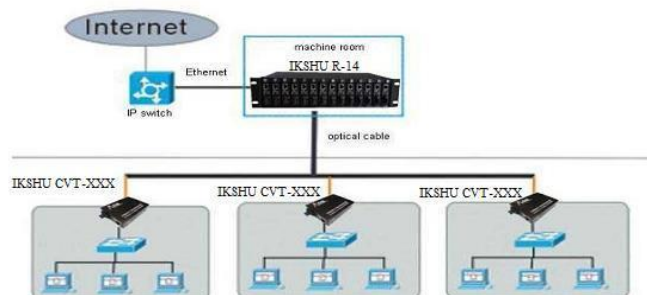 Internet
machine room
IKSHU R-14
Ethernet
IP switch
optical cable
IKSHU CVT-XXX
IKSHU CVT-XXX
IKSHU CVT-XXX